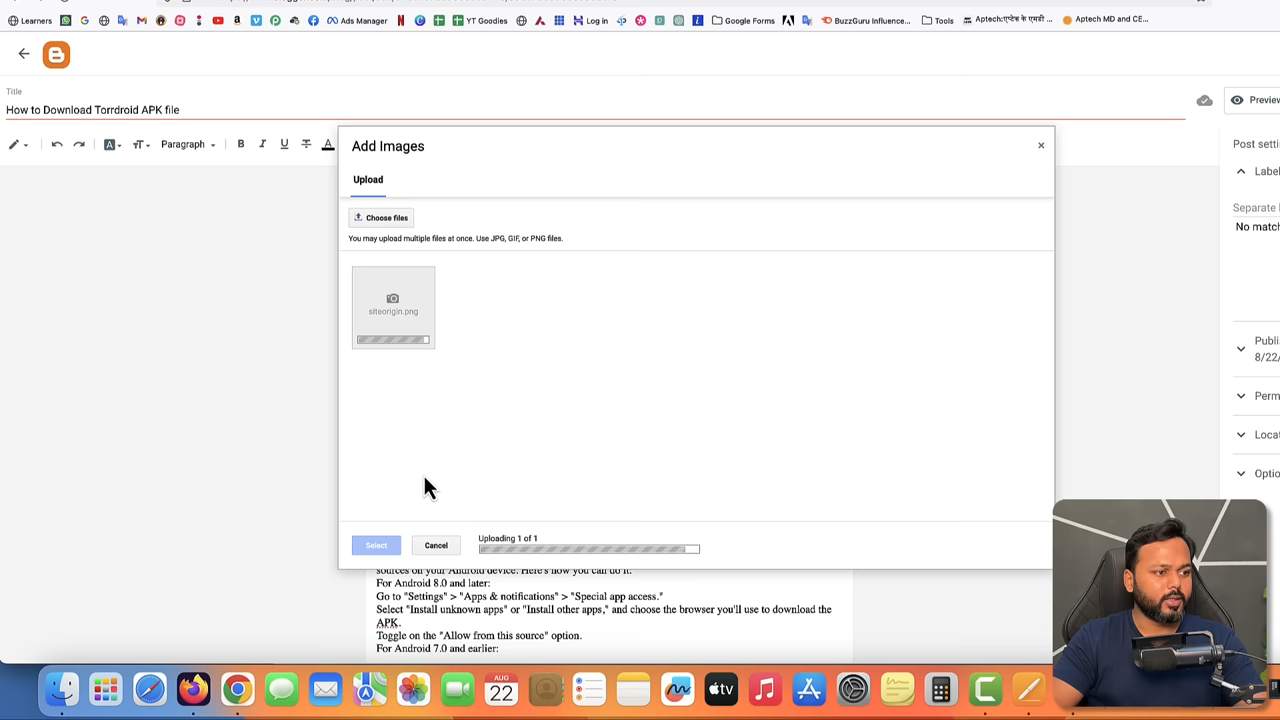 Learners
Ads Manager
YT Goodies
Log in
Google Forms
BuzzGuru Influence...
Tools
Aptech:एप्टेक के एमडी ...
Aptech MD and CE...
Title
How to Download Torrdroid APK file
Preview
Paragraph
Add Images
Post setti
Upload
Labe
Choose files
Separate
You may upload multiple files at once. Use JPG, GIF, or PNG files.
No match
siteorigin.png
Publi
8/22/
Perm
Locat
Optio
Select
Cancel
Uploading 1 of 1
sources on your Android device. Here's how you can do it:
For Android 8.0 and later:
Go to "Settings" > "Apps & notifications" > "Special app access."
Select "Install unknown apps" or "Install other apps," and choose the browser you'll use to download the
APK.
Toggle on the "Allow from this source" option.
For Android 7.0 and earlier:
AUG
22
tv